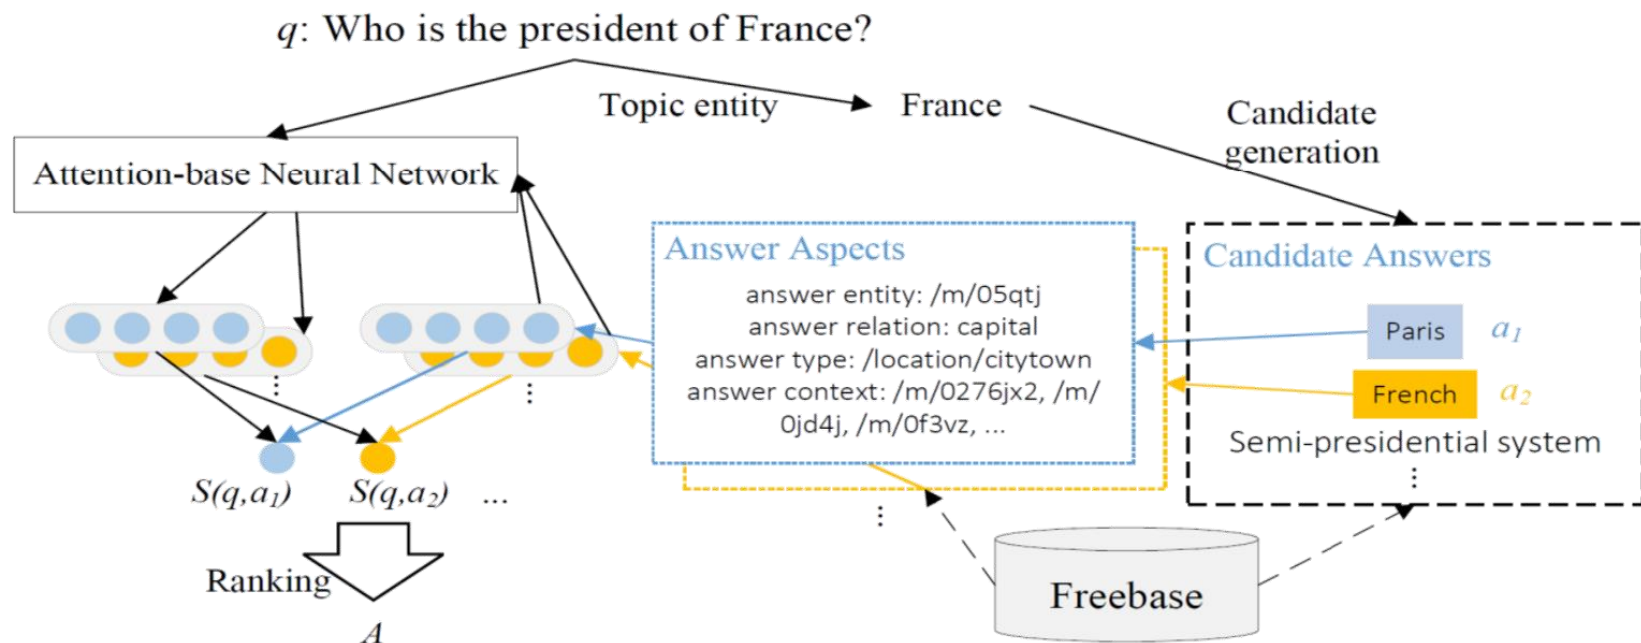 q: Who is the president of France?
Topic entity
France
Candidate
generation
Attention-base Neural Network
Answer Aspects
answer entity: /m/05qtj
answer relation: capital
answer type: /location/citytown
answer context: /m/0276jx2, /m/
0jd4j, /m/0f3vz, ...
Candidate Answers
Paris
a1
French
a2
Semi-presidential system
⋮
⋮
⋮
⋮
S(q,a1)
S(q,a2)
...
Ranking
A
Freebase